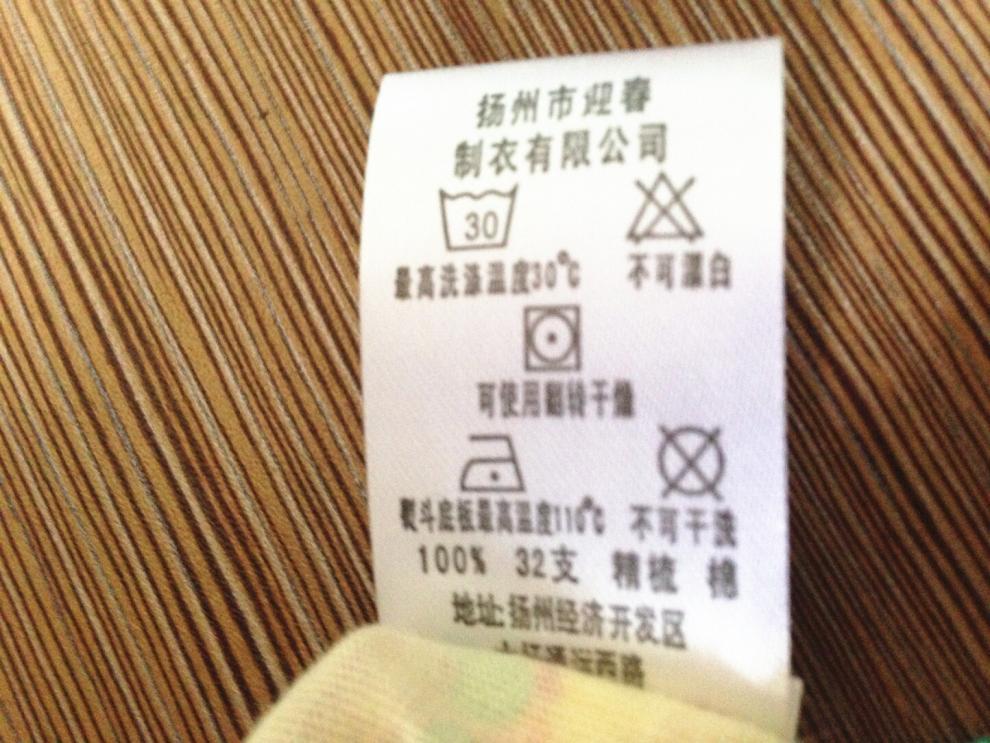 扬州市迎春
制衣有限公司
30
最高洗涤温度30℃ 不可漂白
可使用翻转干燥
熨斗底板最高温度110℃ 不可干洗
100% 32支 精梳 棉
地址:扬州经济开发区
西路